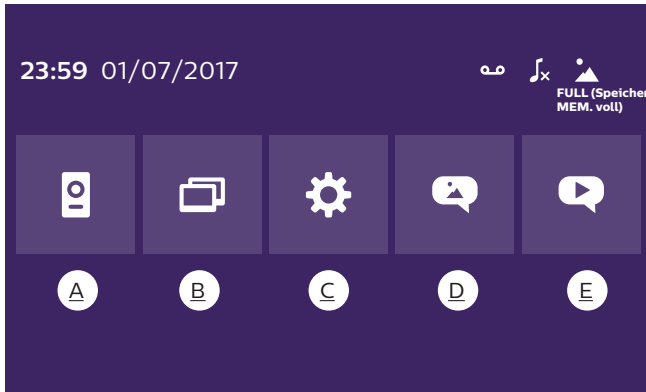 23:59 01/07/2017
FULL (Speicher
MEM. voll)
A B C D E